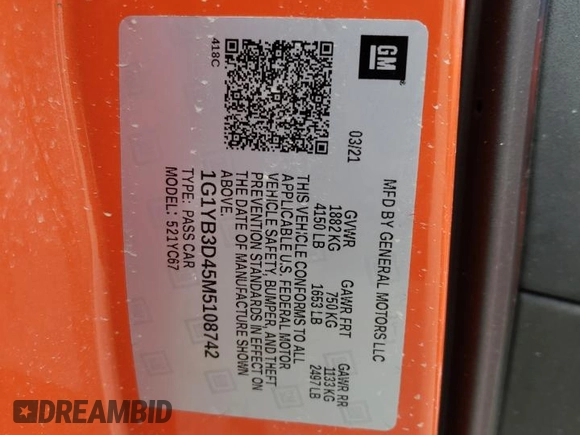 GM
MFD BY GENERAL MOTORS LLC
03/21
GVWR GAWR FRT GAWR RR
1882 KG 750 KG 1133 KG
4150 LB 1653 LB 2497 LB
THIS VEHICLE CONFORMS TO ALL
APPLICABLE U.S. FEDERAL MOTOR
VEHICLE SAFETY, BUMPER, AND THEFT
PREVENTION STANDARDS IN EFFECT ON
THE DATE OF MANUFACTURE SHOWN
ABOVE.
1G1YB3D45M5108742
TYPE: PASS CAR
MODEL: 521YC67
418C
DREAMBID